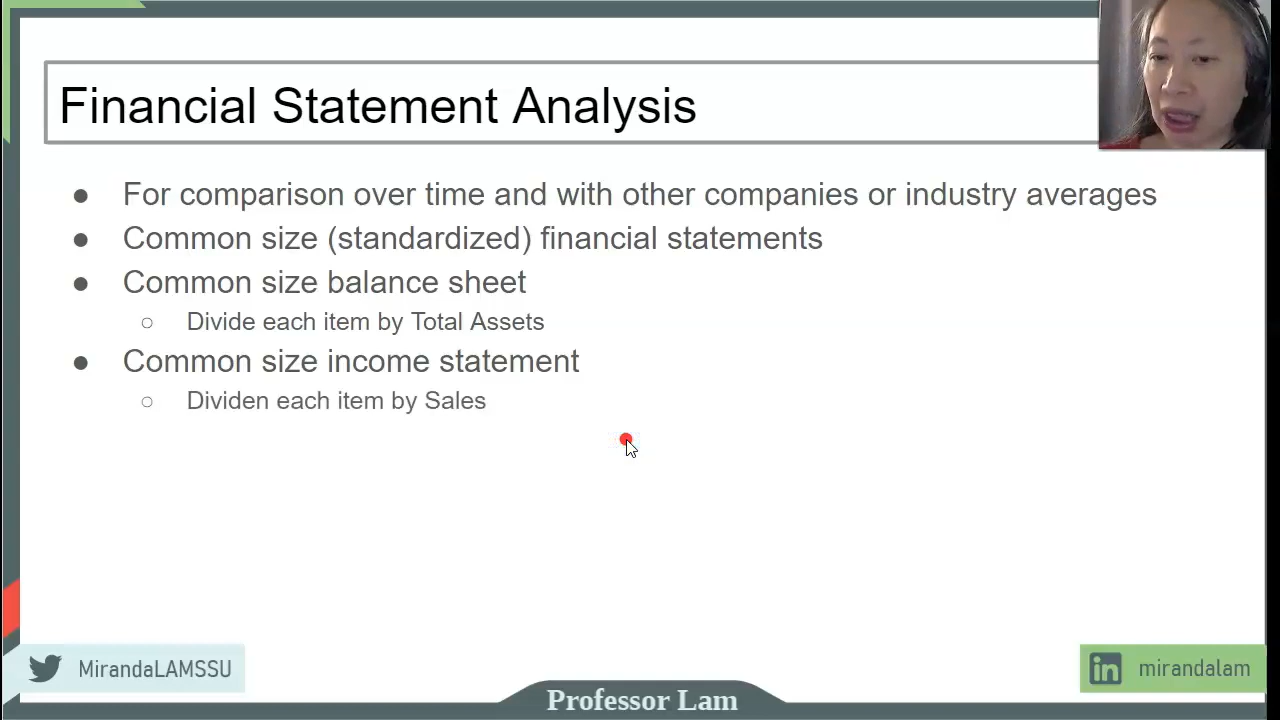 Financial Statement Analysis
● For comparison over time and with other companies or industry averages
● Common size (standardized) financial statements
● Common size balance sheet
○ Divide each item by Total Assets
● Common size income statement
○ Dividen each item by Sales
MirandaLAMSSU
in mirandalam
Professor Lam